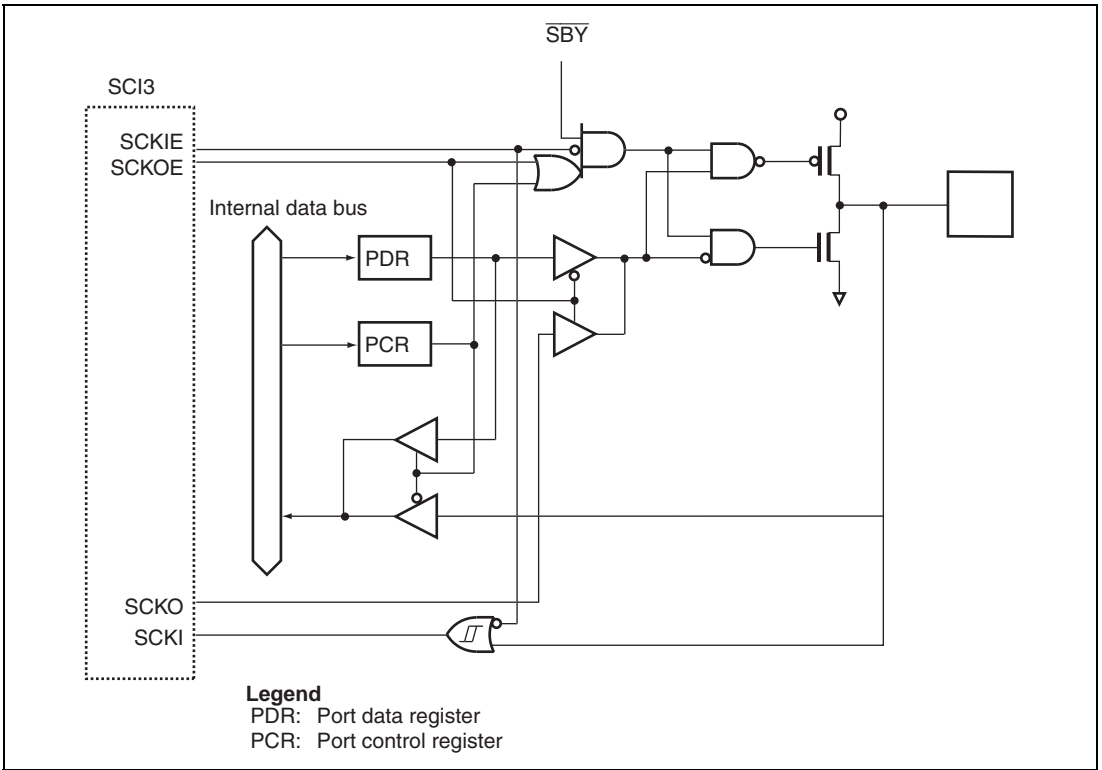 SBY
SCI3
SCKIE
SCKOE
Internal data bus
PDR
PCR
SCKO
SCKI
Legend
PDR: Port data register
PCR: Port control register